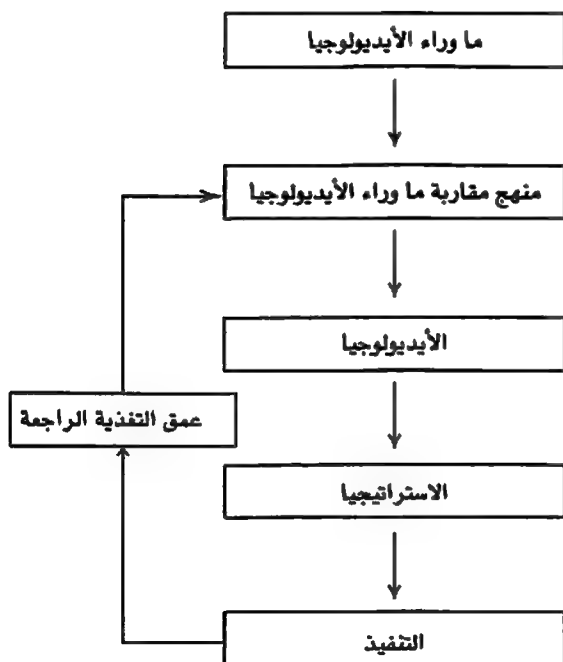 ما وراء الأيديولوجيا
منهج مقاربة ما وراء الأيديولوجيا
الأيديولوجيا
عمق التغذية الراجعة
الاستراتيجيا
التنفيذ